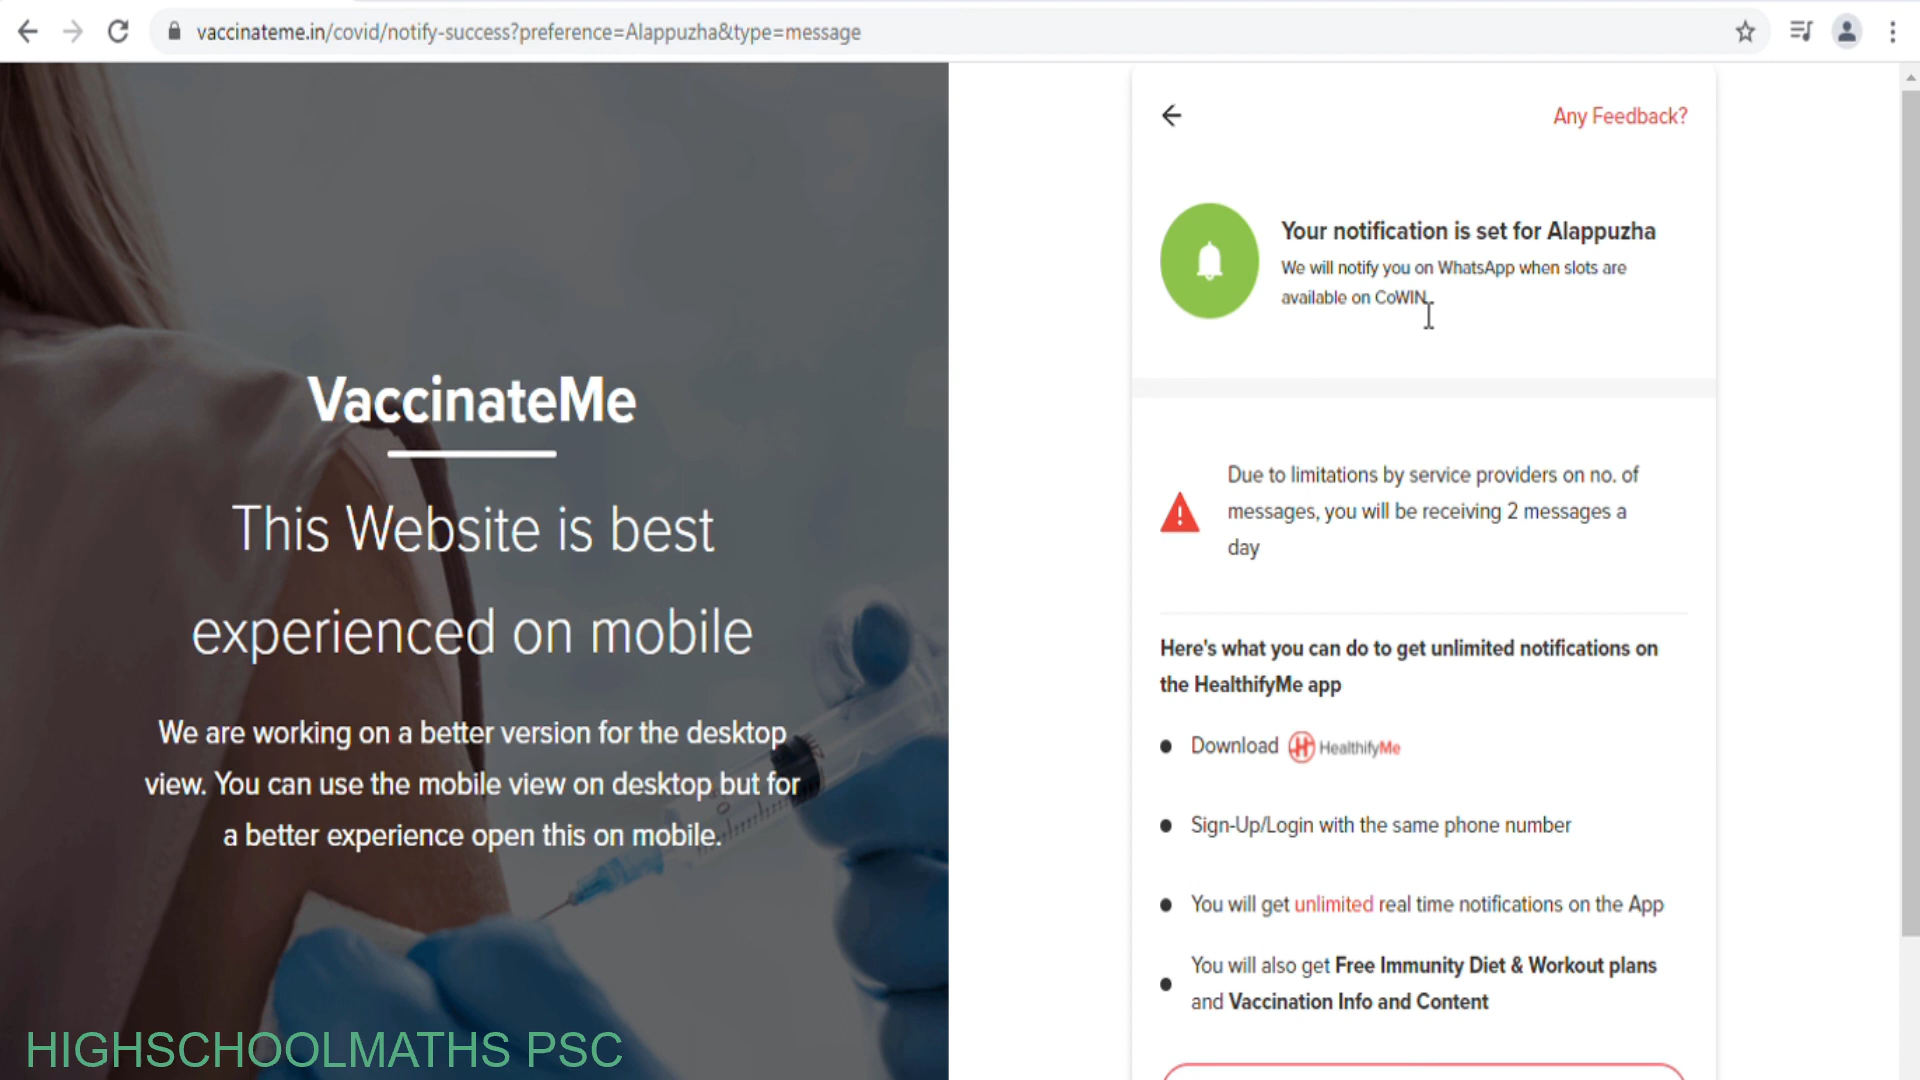 vaccinateme.in/covid/notify-success?preference=Alappuzha&type=message
Any Feedback?
Your notification is set for Alappuzha
We will notify you on WhatsApp when slots are
available on CoWIN.
VaccinateMe
This Website is best
experienced on mobile
We are working on a better version for the desktop
view. You can use the mobile view on desktop but for
a better experience open this on mobile.
Due to limitations by service providers on no. of
messages, you will be receiving 2 messages a
day
Here's what you can do to get unlimited notifications on
the HealthifyMe app
Download HealthifyMe
Sign-Up/Login with the same phone number
You will get unlimited real time notifications on the App
You will also get Free Immunity Diet & Workout plans
and Vaccination Info and Content
HIGHSCHOOLMATHS PSC